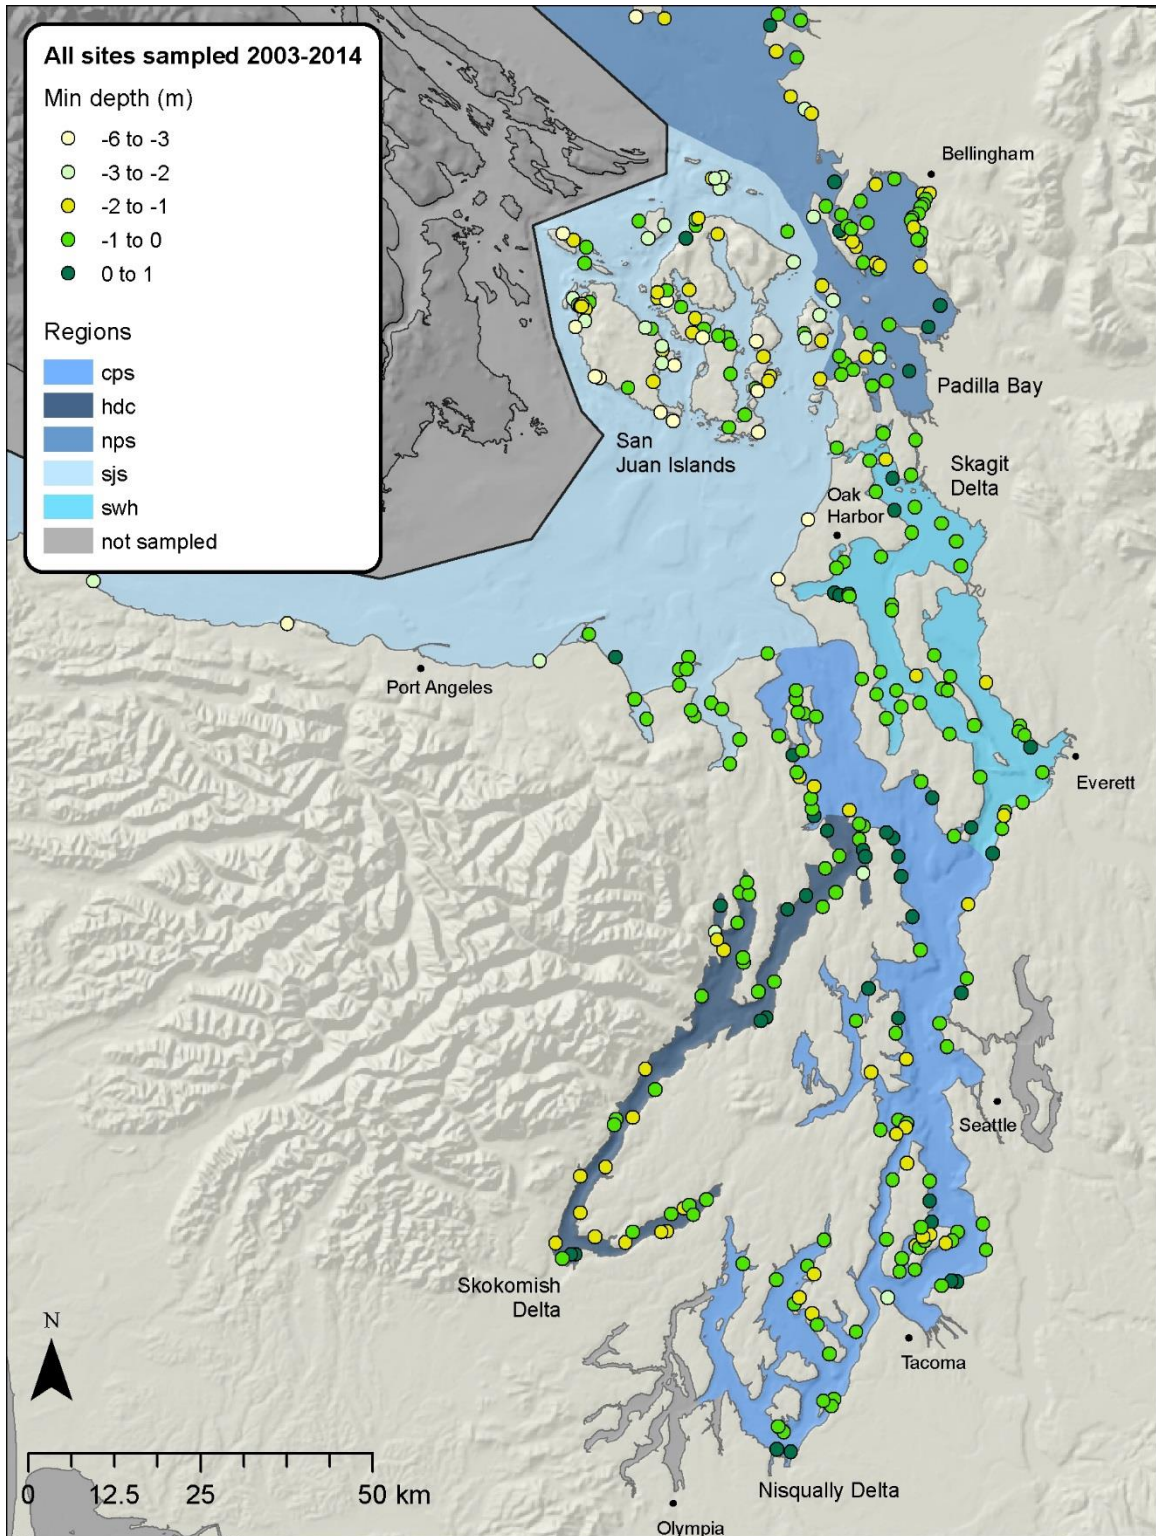 All sites sampled 2003-2014
Min depth (m)
-6 to -3
-3 to -2
-2 to -1
-1 to 0
0 to 1
Regions
cps
hdc
nps
sjs
swh
not sampled
Bellingham
Padilla Bay
San
Juan Islands
Skagit
Delta
Oak
Harbor
Port Angeles
Everett
Seattle
Skokomish
Delta
N
Tacoma
0 12.5 25 50 km
Nisqually Delta
Olympia